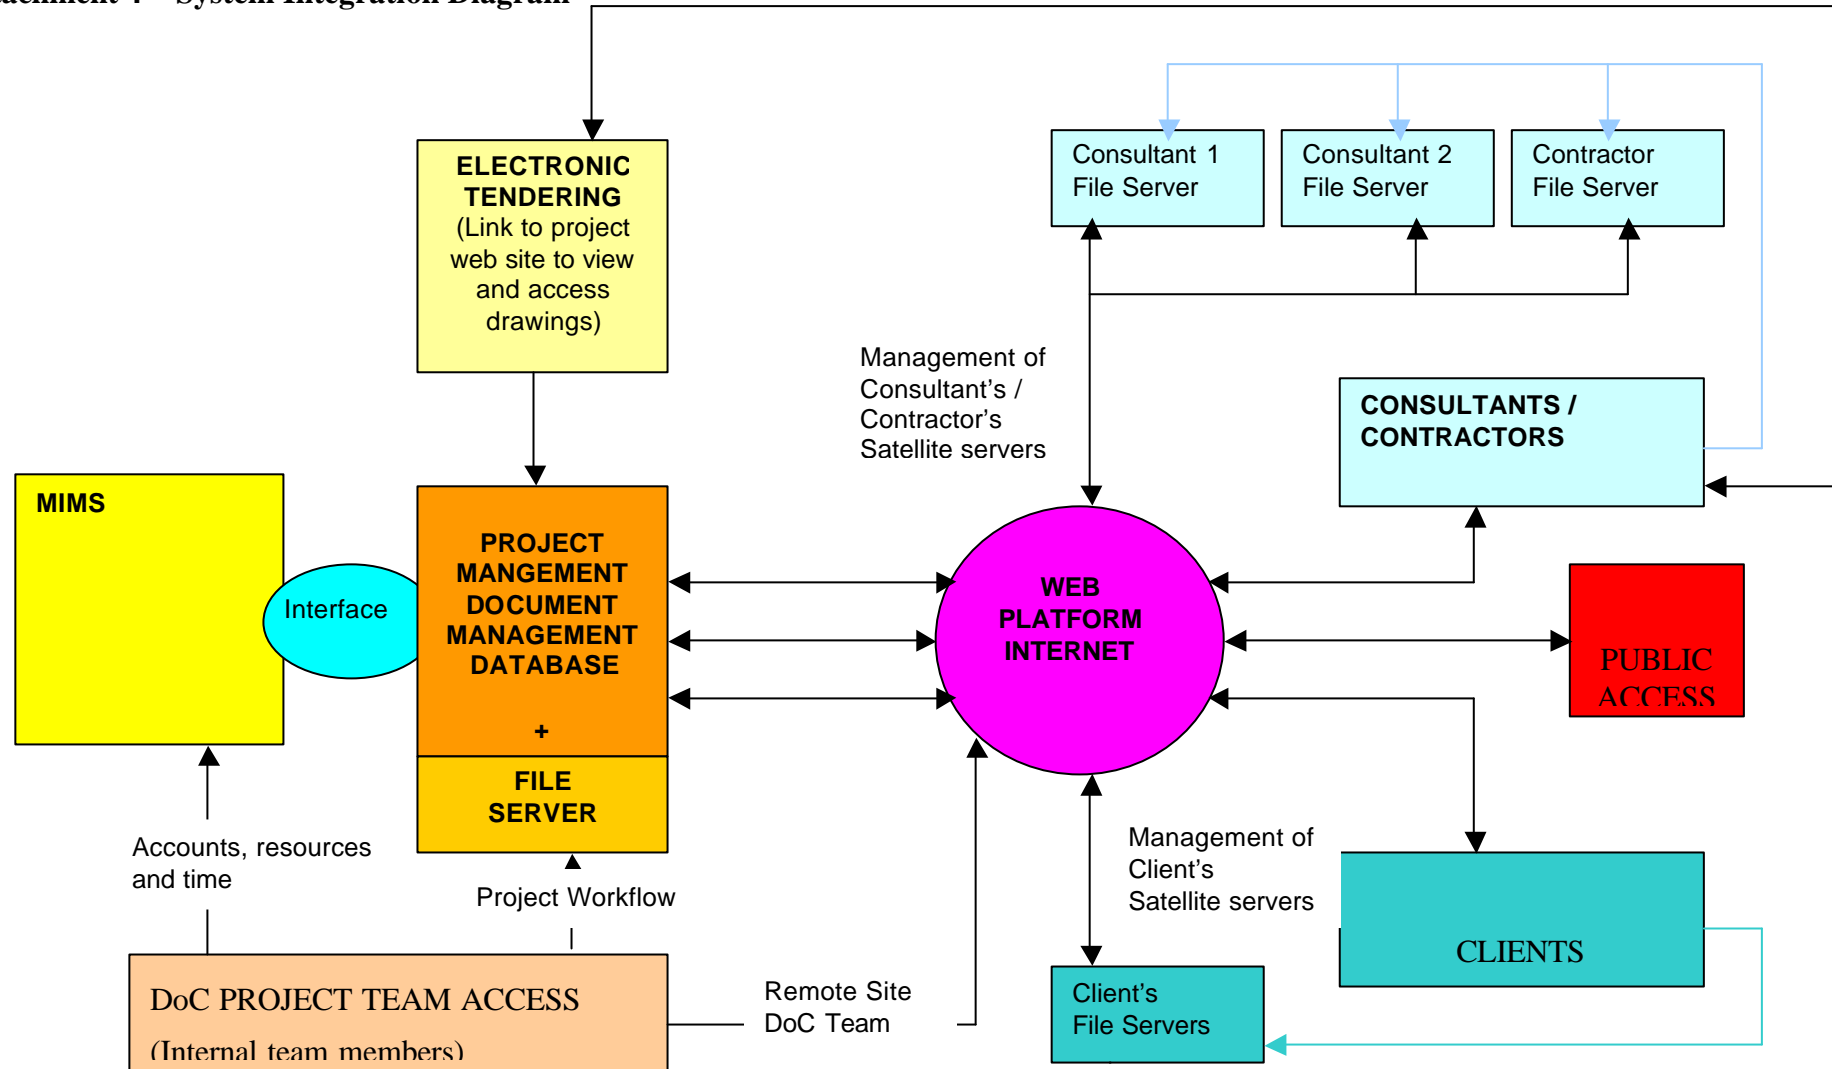 System Integration Diagram
ELECTRONIC
TENDERING
(Link to project
web site to view
and access
drawings)
Consultant 1
File Server
Consultant 2
File Server
Contractor
File Server
Management of
Consultant's /
Contractor's
Satellite servers
CONSULTANTS /
CONTRACTORS
MIMS
Interface
PROJECT
MANGEMENT
DOCUMENT
MANAGEMENT
DATABASE
+
FILE
SERVER
WEB
PLATFORM
INTERNET
PUBLIC
ACCESS
Accounts, resources
and time
Project Workflow
Management of
Client's
Satellite servers
CLIENTS
DoC PROJECT TEAM ACCESS
(Internal team members)
Remote Site
DoC Team
Client's
File Servers